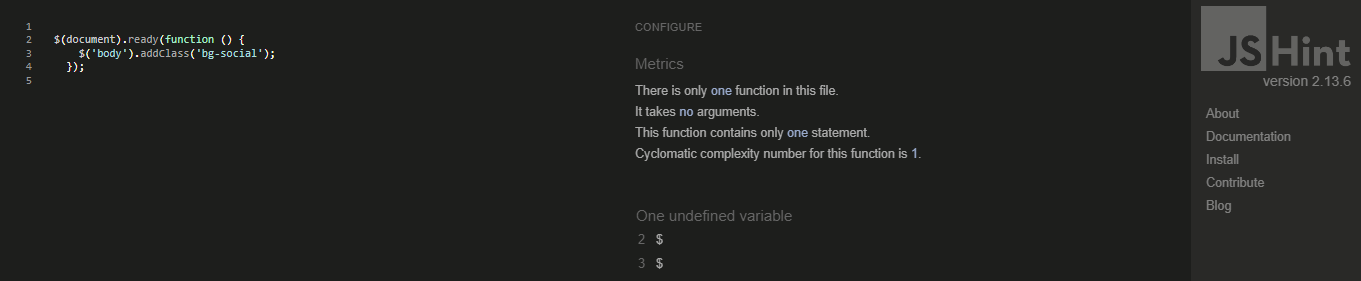 1
2 $(document).ready(function () {
3 $('body').addClass('bg-social');
4 });
5
CONFIGURE
Metrics
There is only one function in this file.
It takes no arguments.
This function contains only one statement.
Cyclomatic complexity number for this function is 1.
One undefined variable
2 $
3 $
JSHint
version 2.13.6
About
Documentation
Install
Contribute
Blog